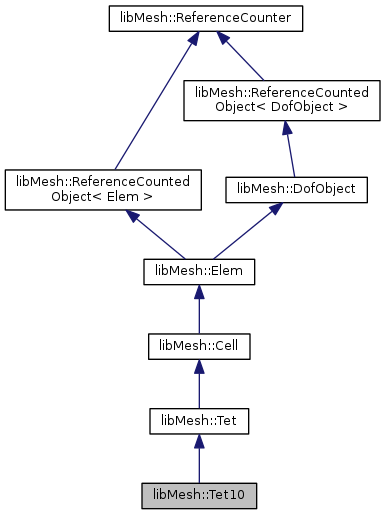 libMesh::ReferenceCounter
libMesh::ReferenceCounted
Object< DofObject >
libMesh::ReferenceCounted
Object< Elem >
libMesh::DofObject
libMesh::Elem
libMesh::Cell
libMesh::Tet
libMesh::Tet10